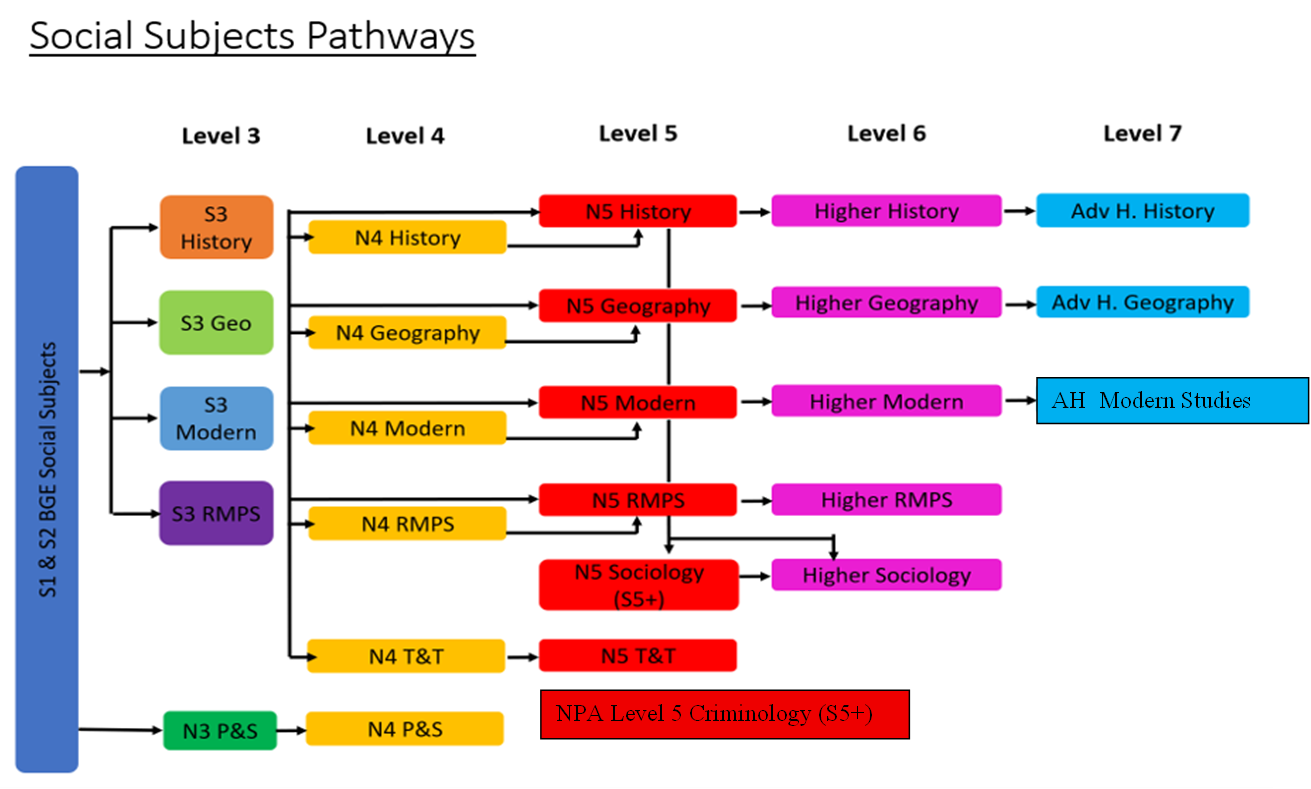 Social Subjects Pathways
Level 3
Level 4
Level 5
Level 6
Level 7
S1 & S2 BGE Social Subjects
S3
History
N4 History
N5 History
Higher History
Adv H. History
S3 Geo
N4 Geography
N5 Geography
Higher Geography
Adv H. Geography
S3
Modern
N4 Modern
N5 Modern
Higher Modern
AH  Modern Studies
S3 RMPS
N4 RMPS
N5 RMPS
Higher RMPS
N5 Sociology
(S5+)
Higher Sociology
N4 T&T
N5 T&T
NPA Level 5 Criminology (S5+)
N3 P&S
N4 P&S